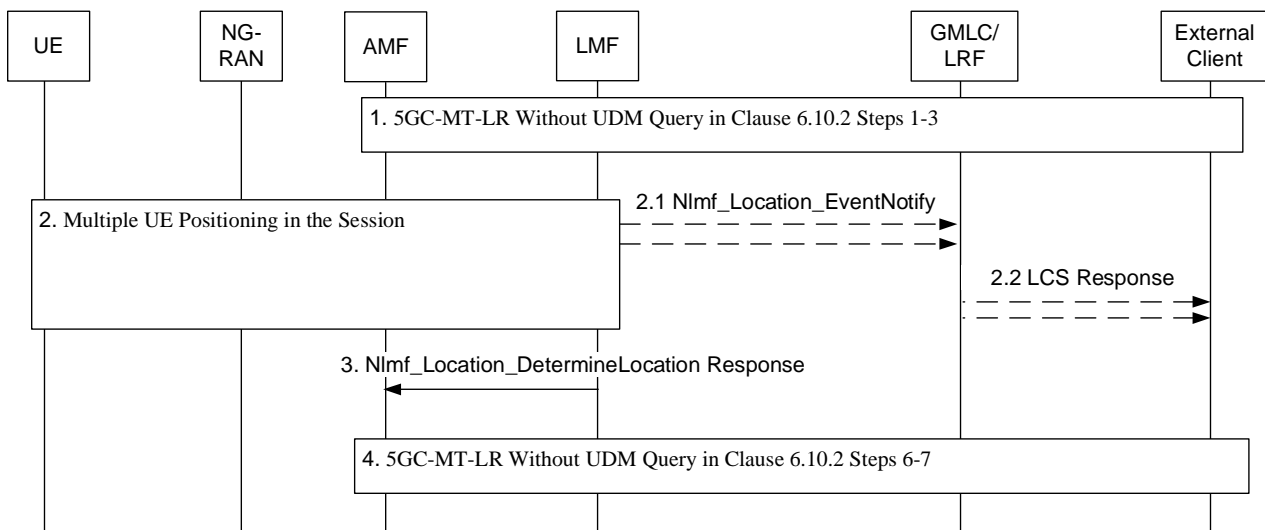 UE
NG-
RAN
AMF
LMF
GMLC/
LRF
External
Client
1. 5GC-MT-LR Without UDM Query in Clause 6.10.2 Steps 1-3
2. Multiple UE Positioning in the Session
2.1 Nlmf_Location_EventNotify
2.2 LCS Response
3. Nlmf_Location_DetermineLocation Response
4. 5GC-MT-LR Without UDM Query in Clause 6.10.2 Steps 6-7